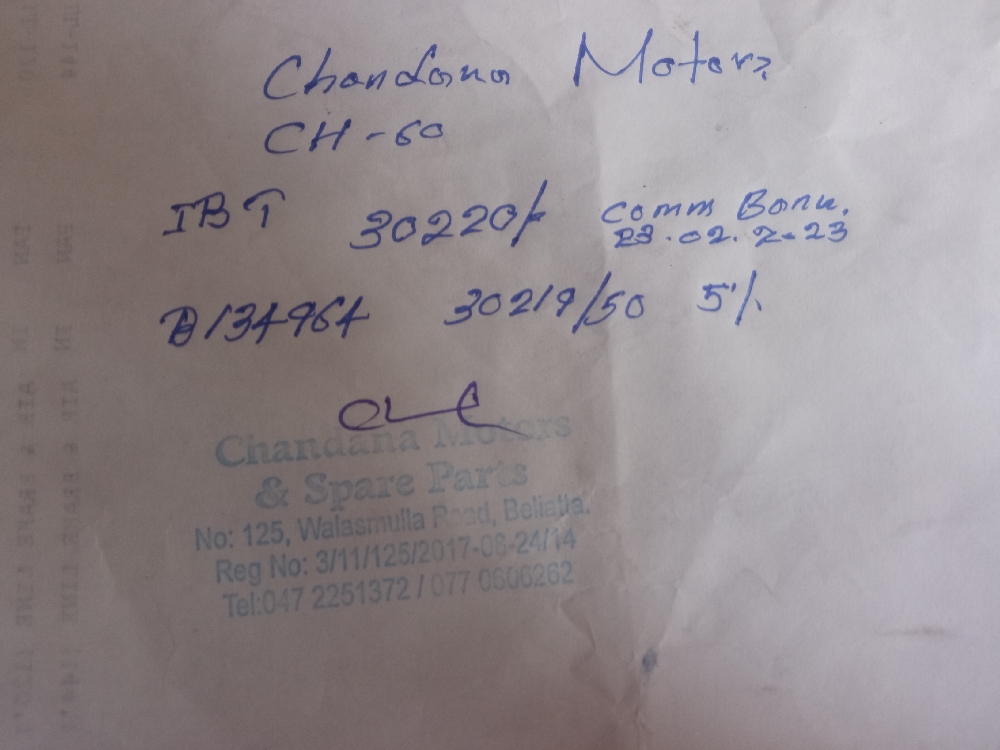 Chandana Motors
CH-60
IBT 30220/- Comm Bank.
23.02.2023
B134964 30219/50 5%
Chandana Motors
& Spare Parts
No: 125, Walasmulla Road, Beliatta.
Reg No: 3/11/125/2017-08-24/14
Tel:047 2251372 / 077 0606262